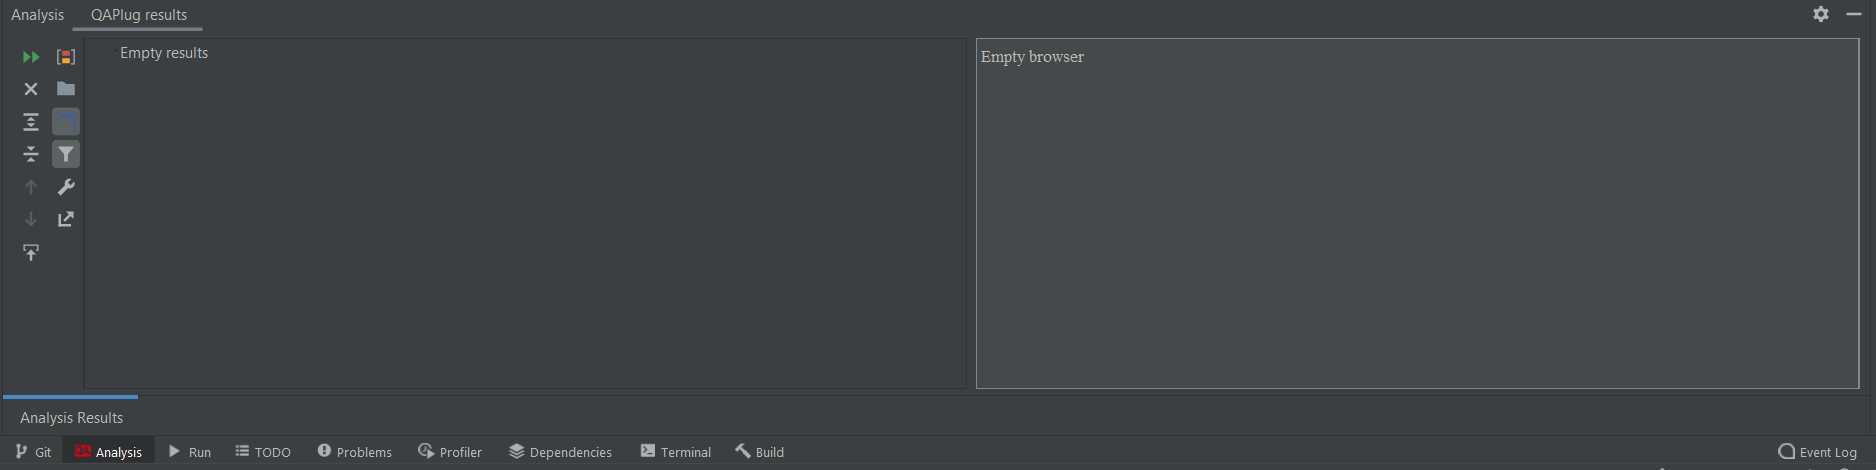 Analysis QAPlug results
Empty results
Empty browser
Analysis Results
Git QA Analysis Run TODO Problems Profiler Dependencies Terminal Build Event Log